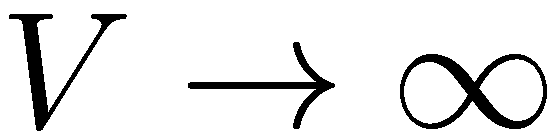 V → ∞